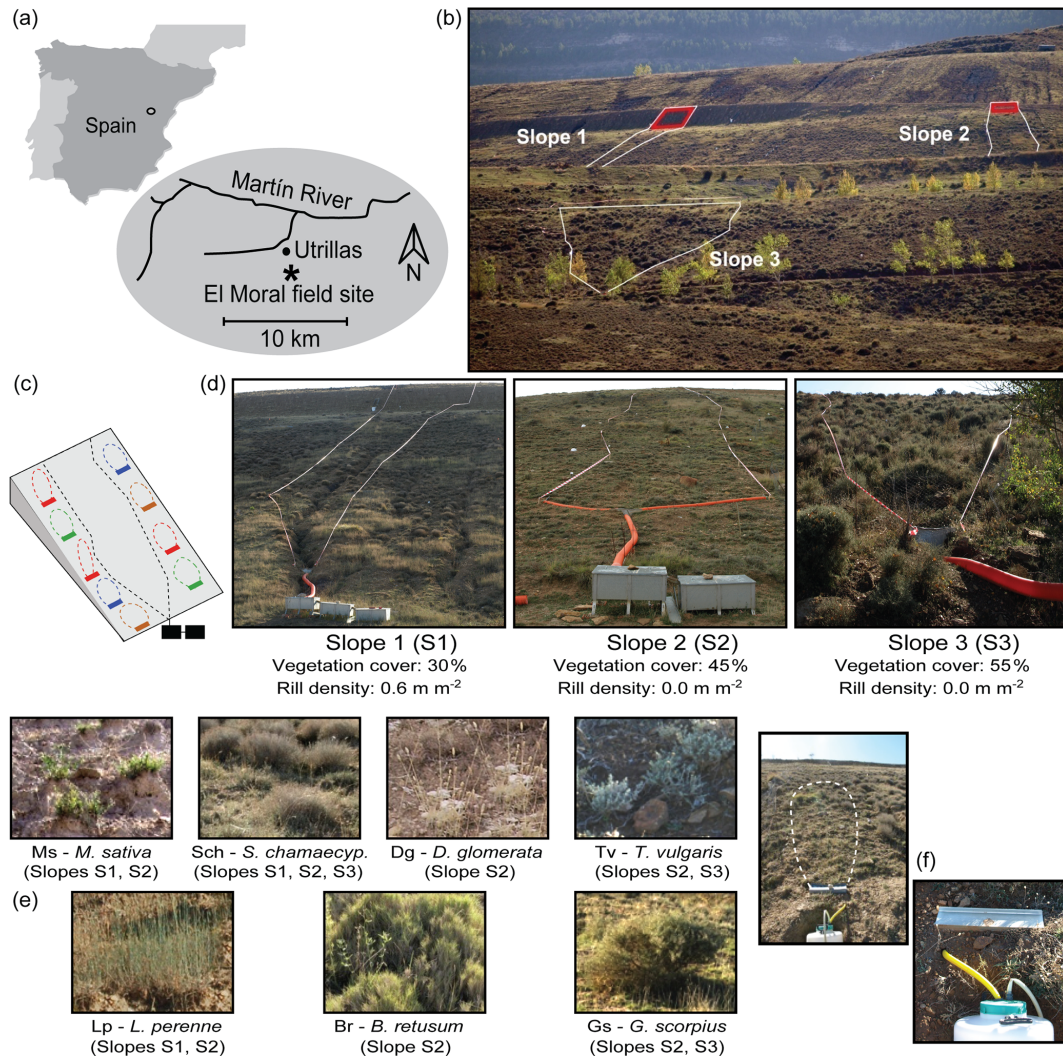 (a)
Spain
Martín River
Utrillas
N
El Moral field site
10 km
(b)
Slope 1
Slope 2
Slope 3
(c)
(d)
Slope 1 (S1)
Vegetation cover: 30%
Rill density: 0.6 m m⁻²
Slope 2 (S2)
Vegetation cover: 45%
Rill density: 0.0 m m⁻²
Slope 3 (S3)
Vegetation cover: 55%
Rill density: 0.0 m m⁻²
Ms - M. sativa
(Slopes S1, S2)
Sch - S. chamaecyp.
(Slopes S1, S2, S3)
Dg - D. glomerata
(Slope S2)
Tv - T. vulgaris
(Slopes S2, S3)
(e)
Lp - L. perenne
(Slopes S1, S2)
Br - B. retusum
(Slope S2)
Gs - G. scorpius
(Slopes S2, S3)
(f)